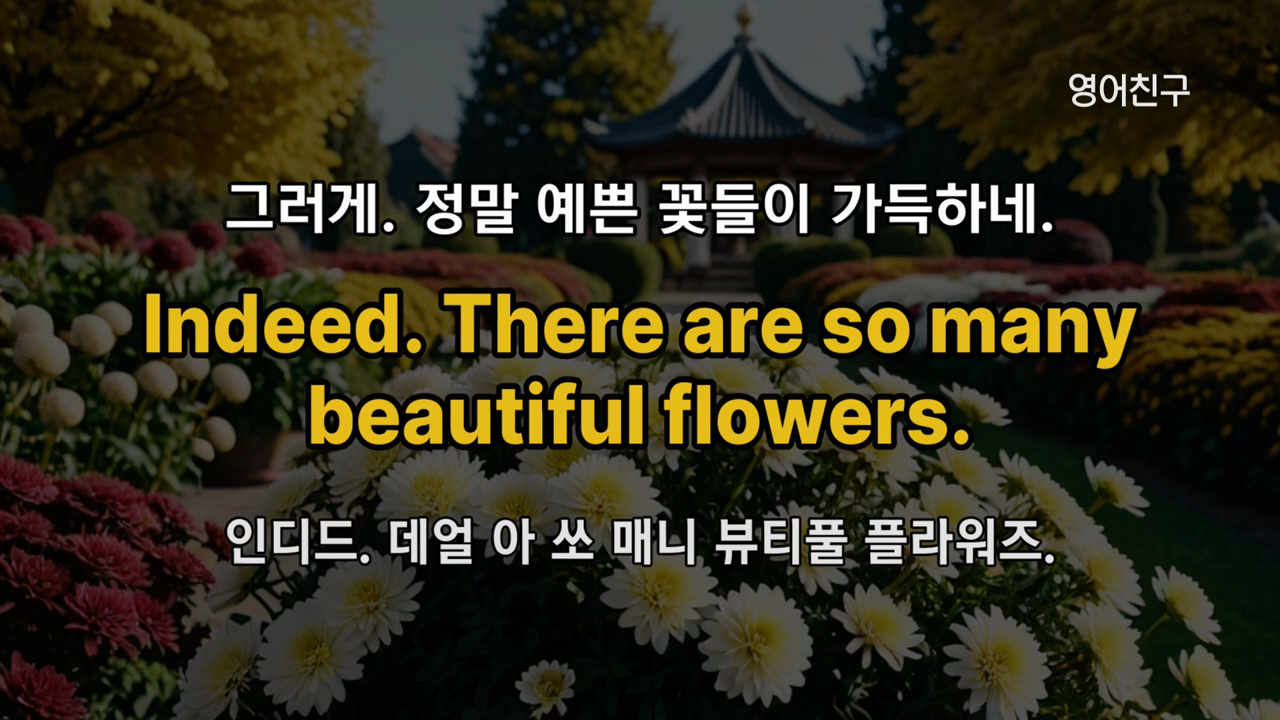 영어친구
그러게. 정말 예쁜 꽃들이 가득하네.
Indeed. There are so many
beautiful flowers.
인디드. 데얼 아 쏘 매니 뷰티풀 플라워즈.